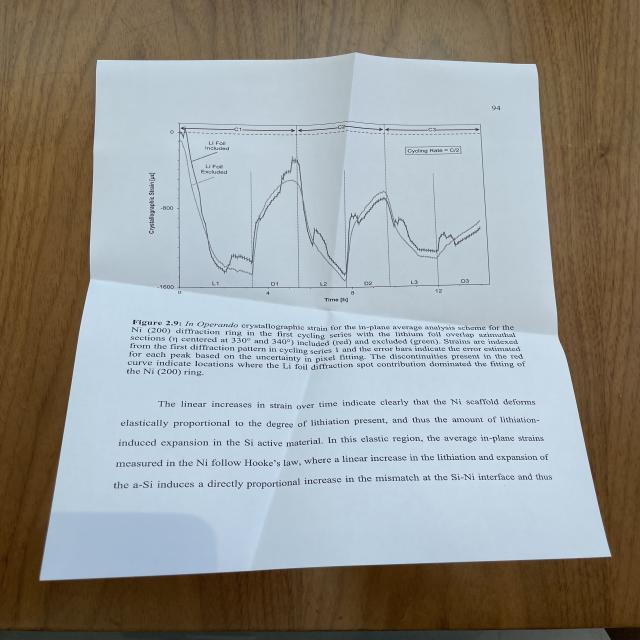 94
C1 C2 C3
0
Li Foil
Included
Cycling Rate = C/2
Li Foil
Excluded
Crystallographic Strain [με]
-800
-1600
L1 D1 L2 D2 L3 D3
0 4 8 12
Time [h]
Figure 2.9: In Operando crystallographic strain for the in-plane average analysis scheme for the
Ni (200) diffraction ring in the first cycling series with the lithium foil overlap azimuthal
sections (η centered at 330° and 340°) included (red) and excluded (green). Strains are indexed
from the first diffraction pattern in cycling series 1 and the error bars indicate the error estimated
for each peak based on the uncertainty in pixel fitting. The discontinuities present in the red
curve indicate locations where the Li foil diffraction spot contribution dominated the fitting of
the Ni (200) ring.
The linear increases in strain over time indicate clearly that the Ni scaffold deforms
elastically proportional to the degree of lithiation present, and thus the amount of lithiation-
induced expansion in the Si active material. In this elastic region, the average in-plane strains
measured in the Ni follow Hooke's law, where a linear increase in the lithiation and expansion of
the a-Si induces a directly proportional increase in the mismatch at the Si-Ni interface and thus